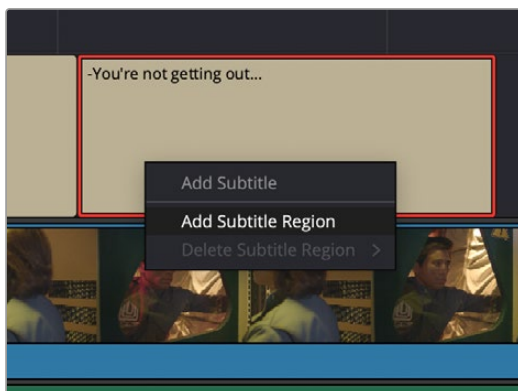 -You're not getting out...
Add Subtitle
Add Subtitle Region
Delete Subtitle Region >